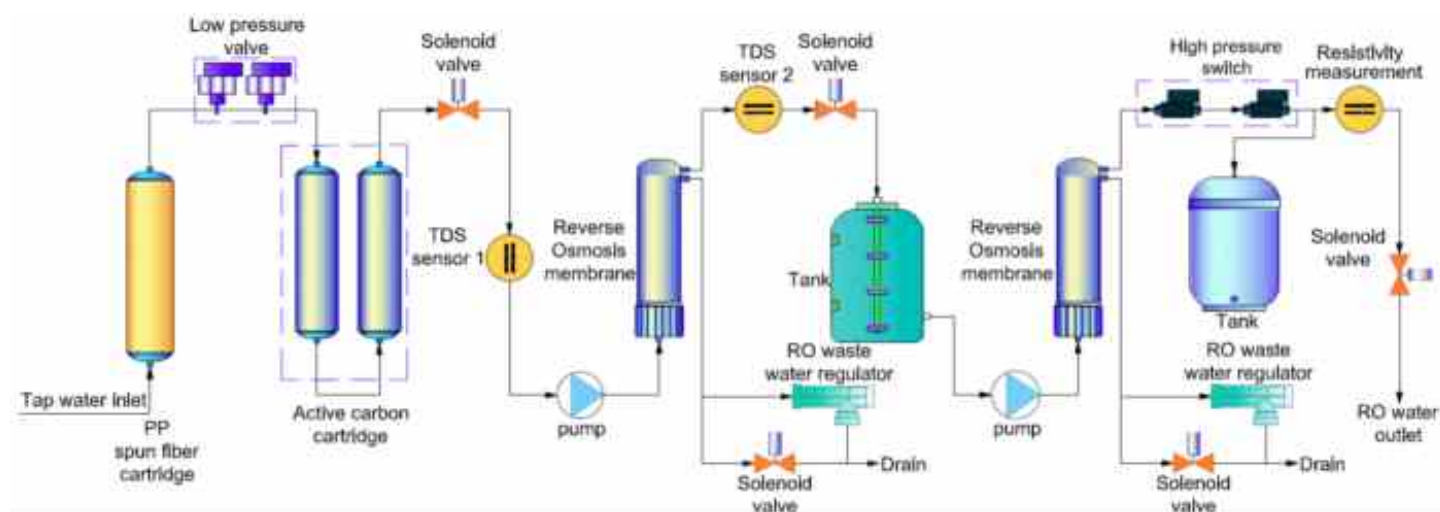 Low pressure
valve
Solenoid
valve
TDS
sensor 2
Solenoid
valve
High pressure
switch
Resistivity
measurement
TDS
sensor 1
Reverse
Osmosis
membrane
Tank
Reverse
Osmosis
membrane
Tank
Solenoid
valve
Tap water inlet
PP
spun fiber
cartridge
Active carbon
cartridge
pump
RO waste
water regulator
Solenoid
valve
Drain
pump
RO waste
water regulator
Solenoid
valve
Drain
RO water
outlet